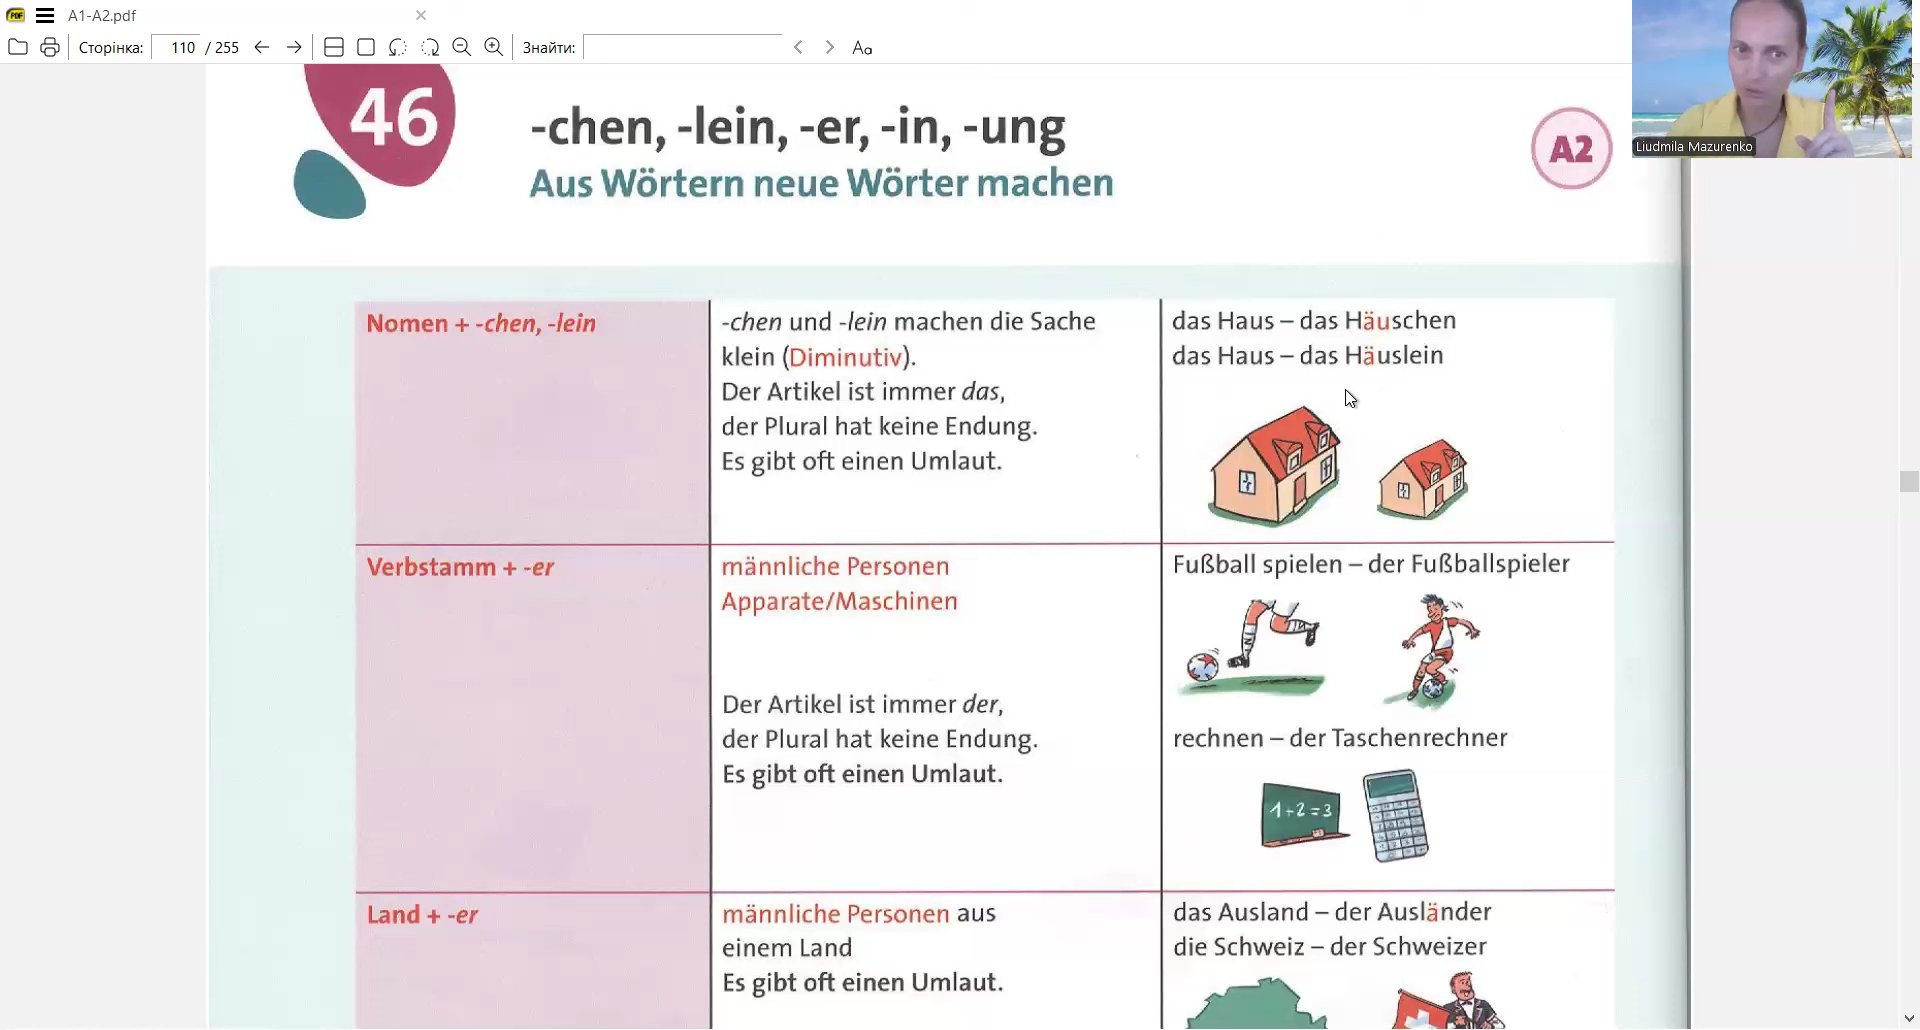 PDF
A1-A2.pdf
Сторінка: 110 / 255
Знайти:
Aa
46
-chen, -lein, -er, -in, -ung
Aus Wörtern neue Wörter machen
A2
Liudmila Mazurenko
Nomen + -chen, -lein
-chen und -lein machen die Sache
klein (Diminutiv).
Der Artikel ist immer das,
der Plural hat keine Endung.
Es gibt oft einen Umlaut.
das Haus – das Häuschen
das Haus – das Häuslein
Verbstamm + -er
männliche Personen
Apparate/Maschinen
Der Artikel ist immer der,
der Plural hat keine Endung.
Es gibt oft einen Umlaut.
Fußball spielen – der Fußballspieler
rechnen – der Taschenrechner
1+2=3
Land + -er
männliche Personen aus
einem Land
Es gibt oft einen Umlaut.
das Ausland – der Ausländer
die Schweiz – der Schweizer